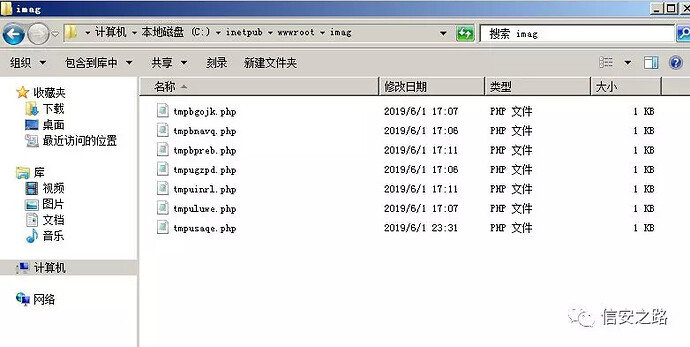 imag
计算机 本地磁盘 (C:) inetpub wwwroot imag 搜索 imag
组织 包含到库中 共享 刻录 新建文件夹
收藏夹
下载
桌面
最近访问的位置
库
视频
图片
文档
音乐
计算机
网络
名称 修改日期 类型 大小
tmpbgojk.php 2019/6/1 17:07 PHP 文件 1 KB
tmpbnavq.php 2019/6/1 17:06 PHP 文件 1 KB
tmpbpreb.php 2019/6/1 17:11 PHP 文件 1 KB
tmpugzpd.php 2019/6/1 17:06 PHP 文件 1 KB
tmpuinrl.php 2019/6/1 17:11 PHP 文件 1 KB
tmpuluwe.php 2019/6/1 17:07 PHP 文件 1 KB
tmpusaqe.php 2019/6/1 23:31 PHP 文件 1 KB
信安之路